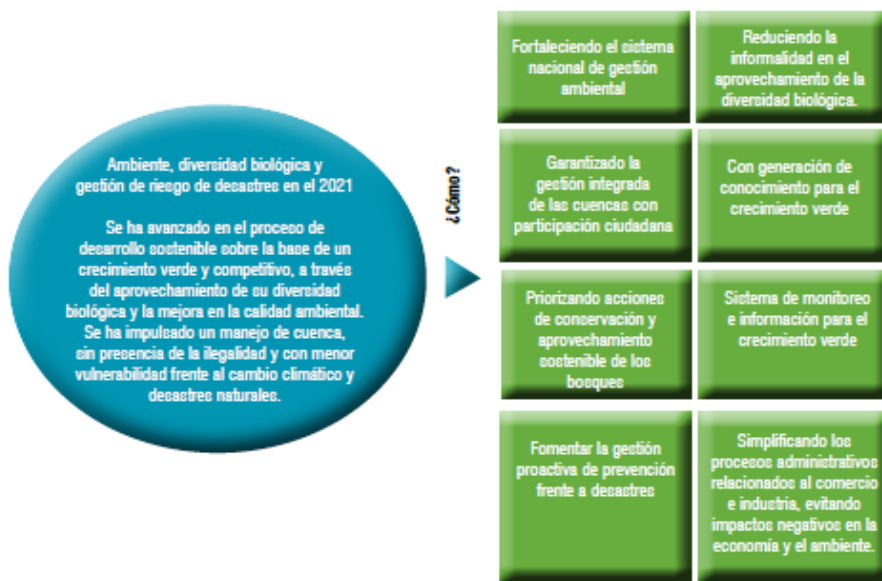 Ambiente, diversidad biológica y
gestión de riesgo de desastres en el 2021
Se ha avanzado en el proceso de
desarrollo sostenible sobre la base de un
crecimiento verde y competitivo, a través
del aprovechamiento de su diversidad
biológica y la mejora en la calidad ambiental.
Se ha impulsado un manejo de cuenca,
sin presencia de la ilegalidad y con menor
vulnerabilidad frente al cambio climático y
desastres naturales.
¿Cómo?
Fortaleciendo el sistema
nacional de gestión
ambiental
Reduciendo la
informalidad en el
aprovechamiento de la
diversidad biológica.
Garantizado la
gestión integrada
de las cuencas con
participación ciudadana
Con generación de
conocimiento para el
crecimiento verde
Priorizando acciones
de conservación y
aprovechamiento
sostenible de los
bosques
Sistema de monitoreo
e información para el
crecimiento verde
Fomentar la gestión
proactiva de prevención
frente a desastres
Simplificando los
procesos administrativos
relacionados al comercio
e industria, evitando
impactos negativos en la
economía y el ambiente.